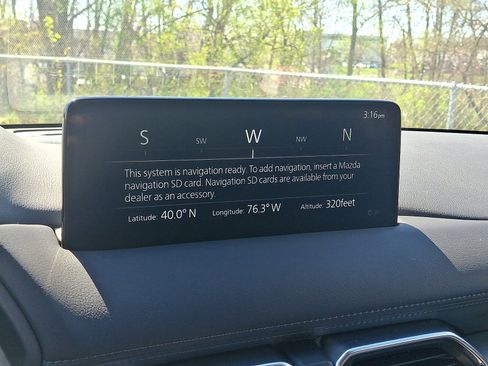 3:16pm
S SW W NW N
This system is navigation ready. To add navigation, insert a Mazda
navigation SD card. Navigation SD cards are available from your
dealer as an accessory.
Latitude: 40.0° N Longitude: 76.3° W Altitude: 320feet